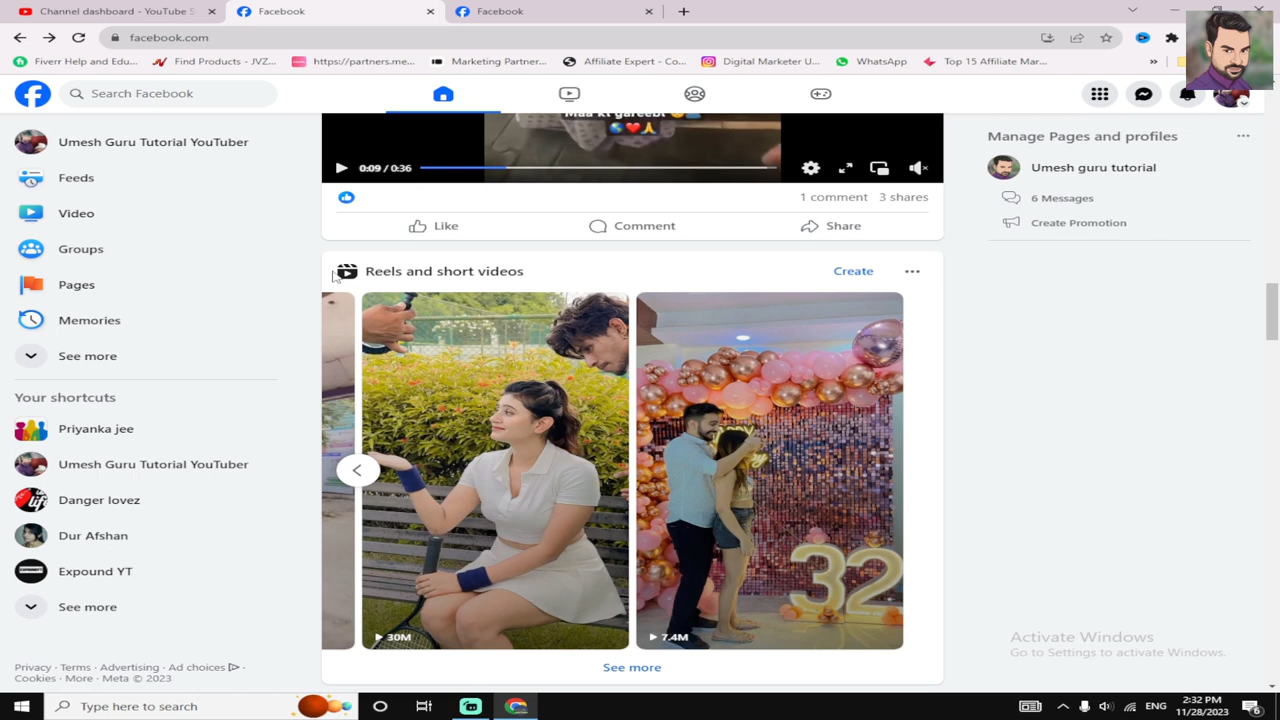 Channel dashboard - YouTube S
Facebook
Facebook
facebook.com
Fiverr Help and Edu...
Find Products - JVZ...
https://partners.me...
Marketing Partner...
Affiliate Expert - Co...
Digital Marketer U...
WhatsApp
Top 15 Affiliate Mar...
Search Facebook
Umesh Guru Tutorial YouTuber
Feeds
Video
Groups
Pages
Memories
See more
Your shortcuts
Priyanka jee
Umesh Guru Tutorial YouTuber
Danger lovez
Dur Afshan
Expound YT
See more
Privacy · Terms · Advertising · Ad choices ·
Cookies · More · Meta © 2023
Maa ki gareebi
0:09 / 0:36
1 comment 3 shares
Like
Comment
Share
Reels and short videos
Create
30M
32
7.4M
See more
Manage Pages and profiles
Umesh guru tutorial
6 Messages
Create Promotion
Activate Windows
Go to Settings to activate Windows.
Type here to search
ENG
2:32 PM
11/28/2023
6